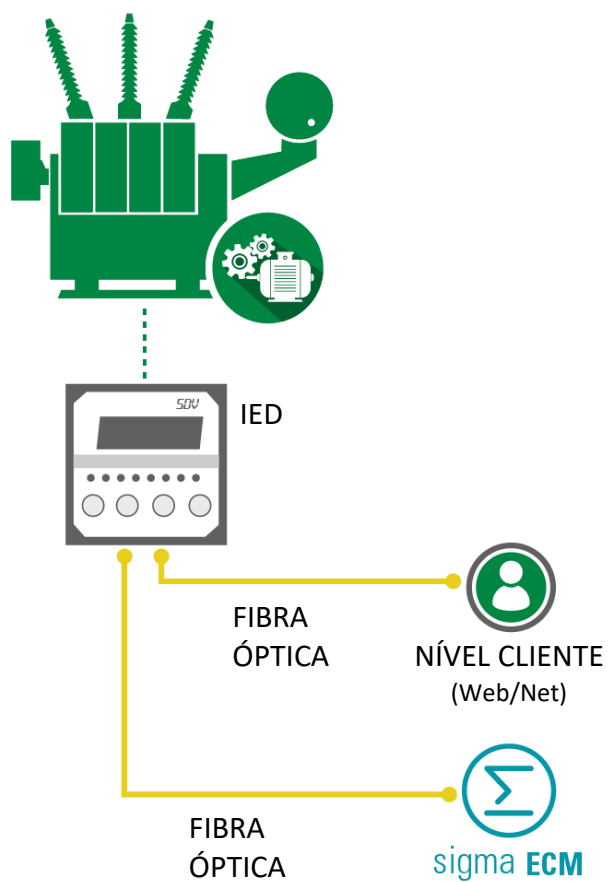 SDV
IED
FIBRA
ÓPTICA
NÍVEL CLIENTE
(Web/Net)
FIBRA
ÓPTICA
Σ
sigma ECM